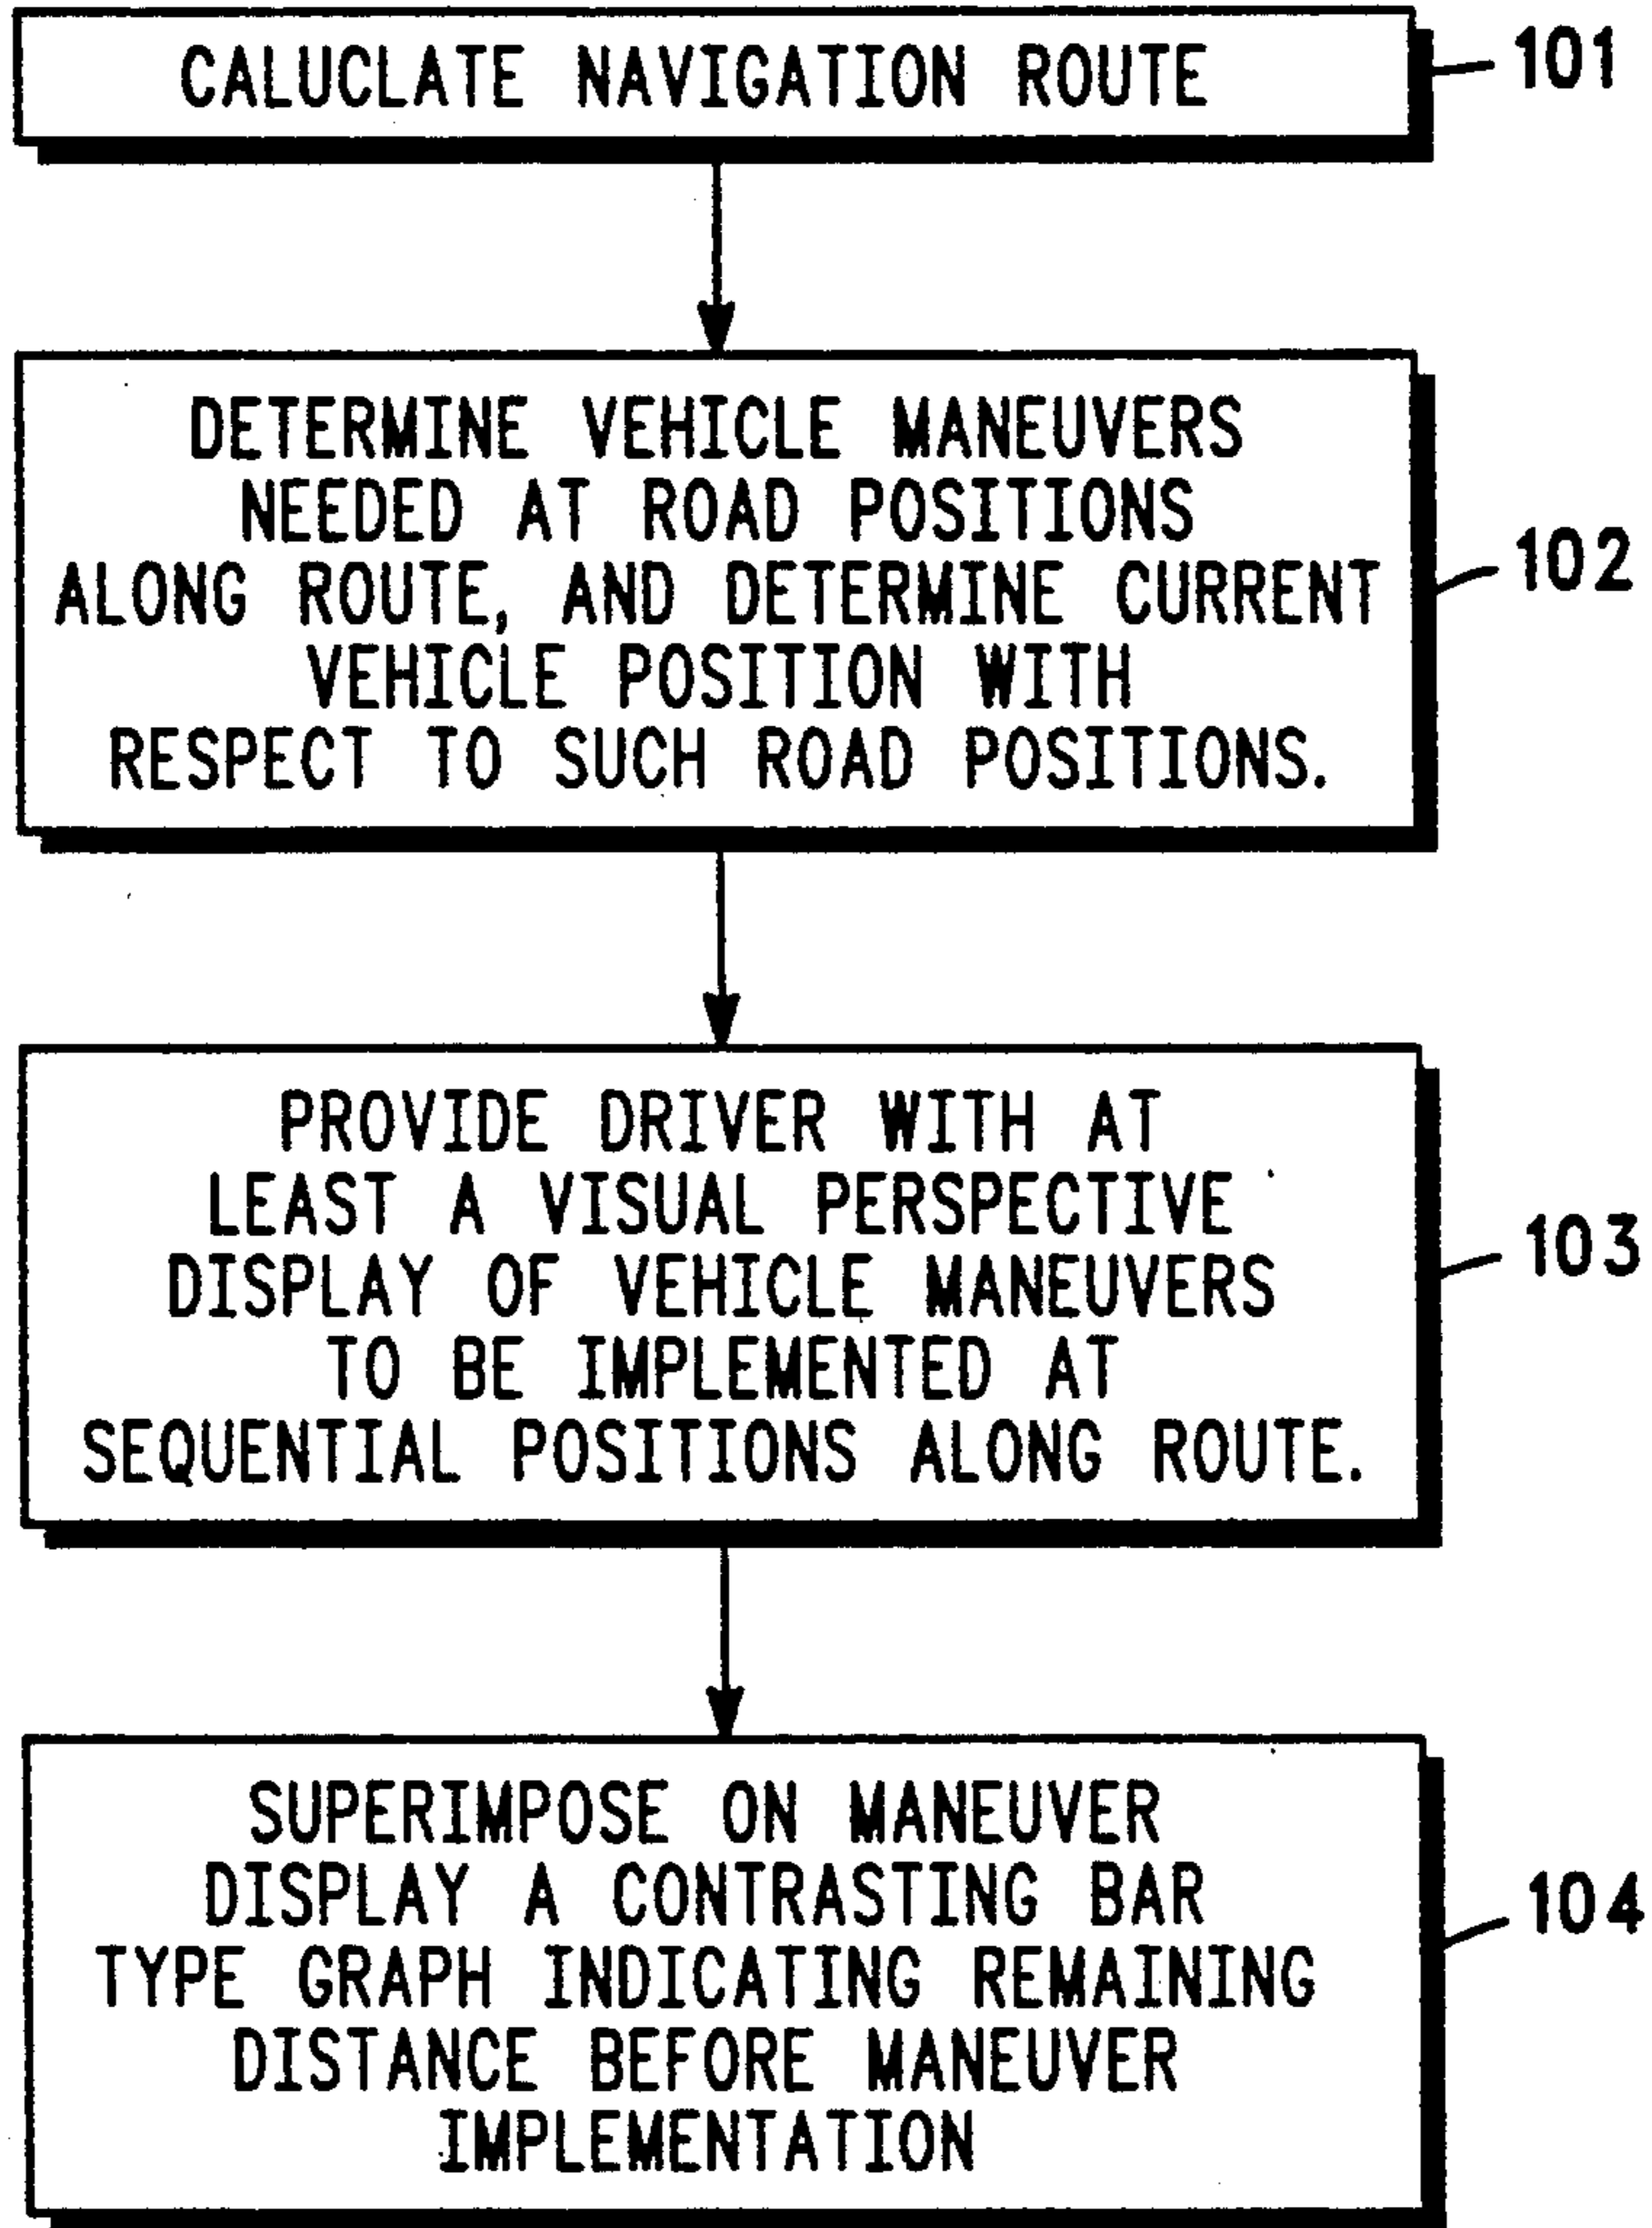 CALUCLATE NAVIGATION ROUTE
101
DETERMINE VEHICLE MANEUVERS
NEEDED AT ROAD POSITIONS
ALONG ROUTE, AND DETERMINE CURRENT
VEHICLE POSITION WITH
RESPECT TO SUCH ROAD POSITIONS.
102
PROVIDE DRIVER WITH AT
LEAST A VISUAL PERSPECTIVE
DISPLAY OF VEHICLE MANEUVERS
TO BE IMPLEMENTED AT
SEQUENTIAL POSITIONS ALONG ROUTE.
103
SUPERIMPOSE ON MANEUVER
DISPLAY A CONTRASTING BAR
TYPE GRAPH INDICATING REMAINING
DISTANCE BEFORE MANEUVER
IMPLEMENTATION
104